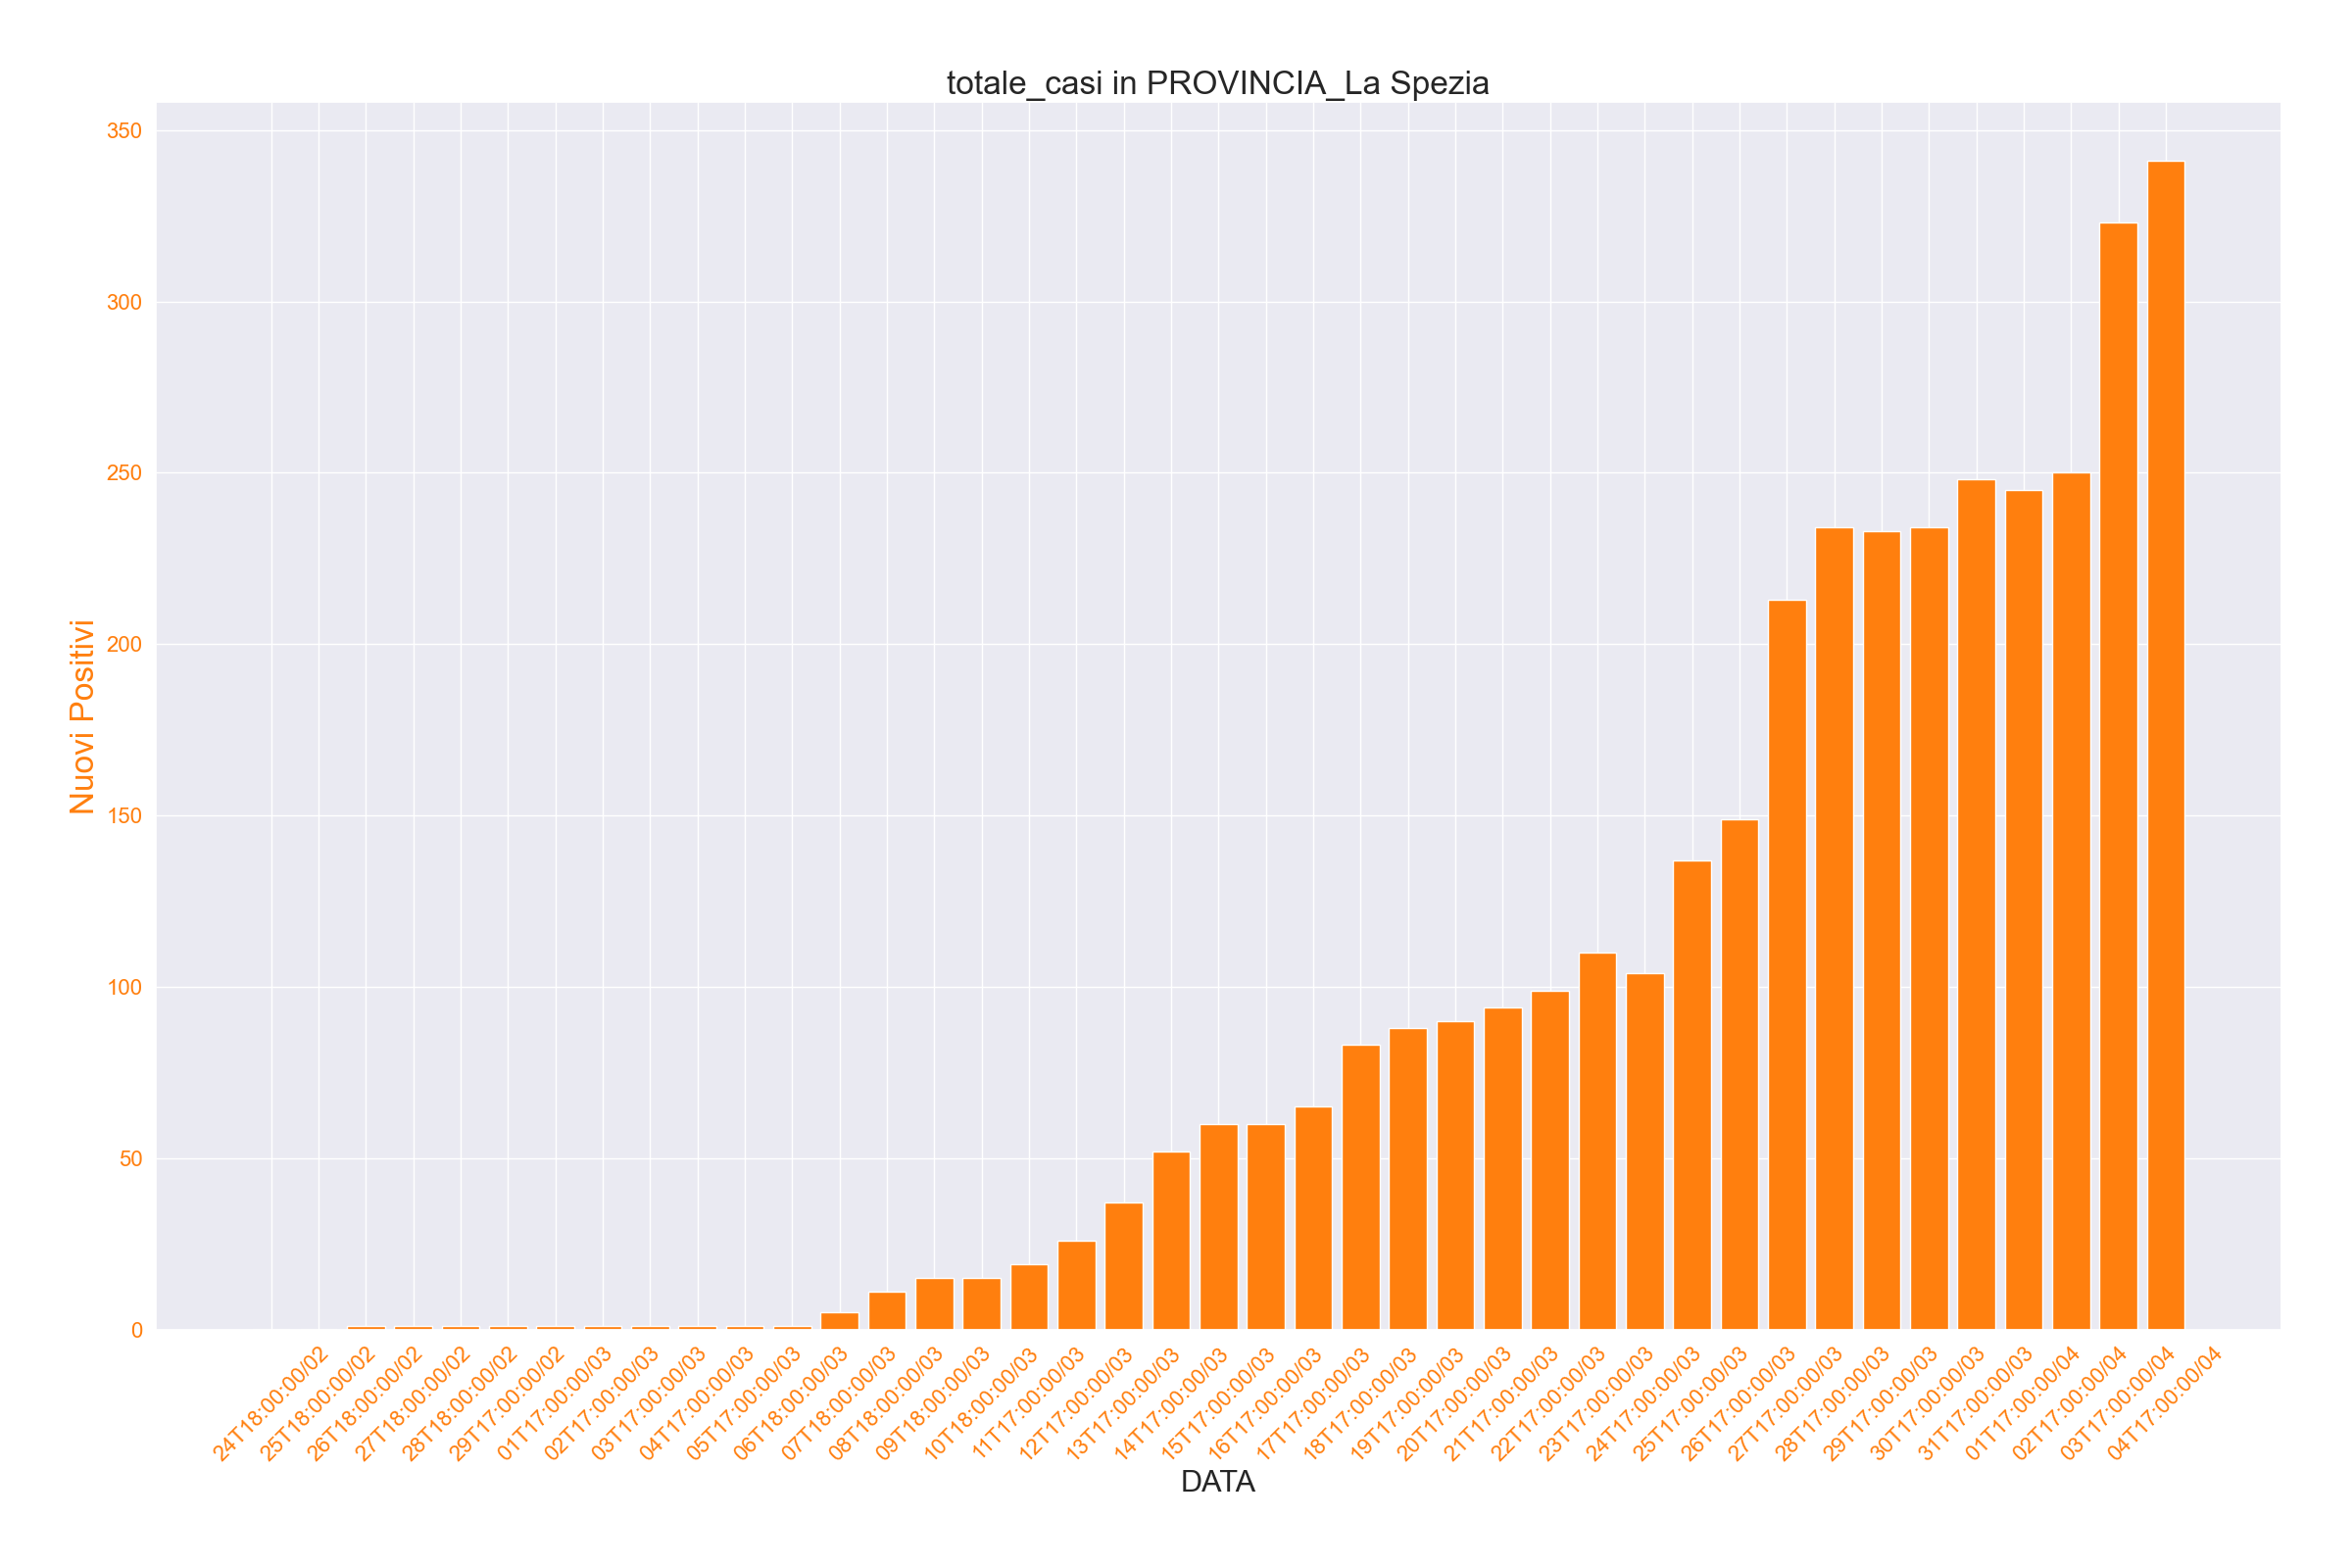 totale_casi in PROVINCIA_La Spezia
350
300
250
200
150
100
50
0
Nuovi Positivi
24T18:00:00/02
25T18:00:00/02
26T18:00:00/02
27T18:00:00/02
28T18:00:00/02
29T17:00:00/02
01T17:00:00/03
02T17:00:00/03
03T17:00:00/03
04T17:00:00/03
05T17:00:00/03
06T18:00:00/03
07T18:00:00/03
08T18:00:00/03
09T18:00:00/03
10T18:00:00/03
11T17:00:00/03
12T17:00:00/03
13T17:00:00/03
14T17:00:00/03
15T17:00:00/03
16T17:00:00/03
17T17:00:00/03
18T17:00:00/03
19T17:00:00/03
20T17:00:00/03
21T17:00:00/03
22T17:00:00/03
23T17:00:00/03
24T17:00:00/03
25T17:00:00/03
26T17:00:00/03
27T17:00:00/03
28T17:00:00/03
29T17:00:00/03
30T17:00:00/03
31T17:00:00/03
01T17:00:00/04
02T17:00:00/04
03T17:00:00/04
04T17:00:00/04
DATA